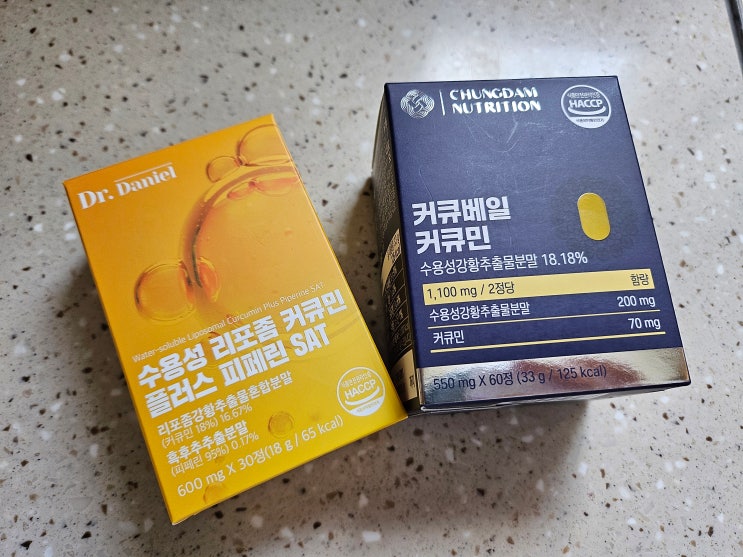 Dr. Daniel
Water-soluble Liposomal Curcumin Plus Piperine SAT
수용성 리포좀 커큐민
플러스 피페린 SAT
리포좀강황추출물혼합분말
(커큐민 18%) 16.67%
흑후추추출분말
(피페린 95%) 0.17%
600 mg X 30정(18 g / 65 kcal)
HACCP
CHUNGDAM
NUTRITION
HACCP
커큐베일
커큐민
수용성강황추출물분말 18.18%
1,100 mg / 2정당 함량
수용성강황추출물분말 200 mg
커큐민 70 mg
550 mg X 60정 (33 g / 125 kcal)